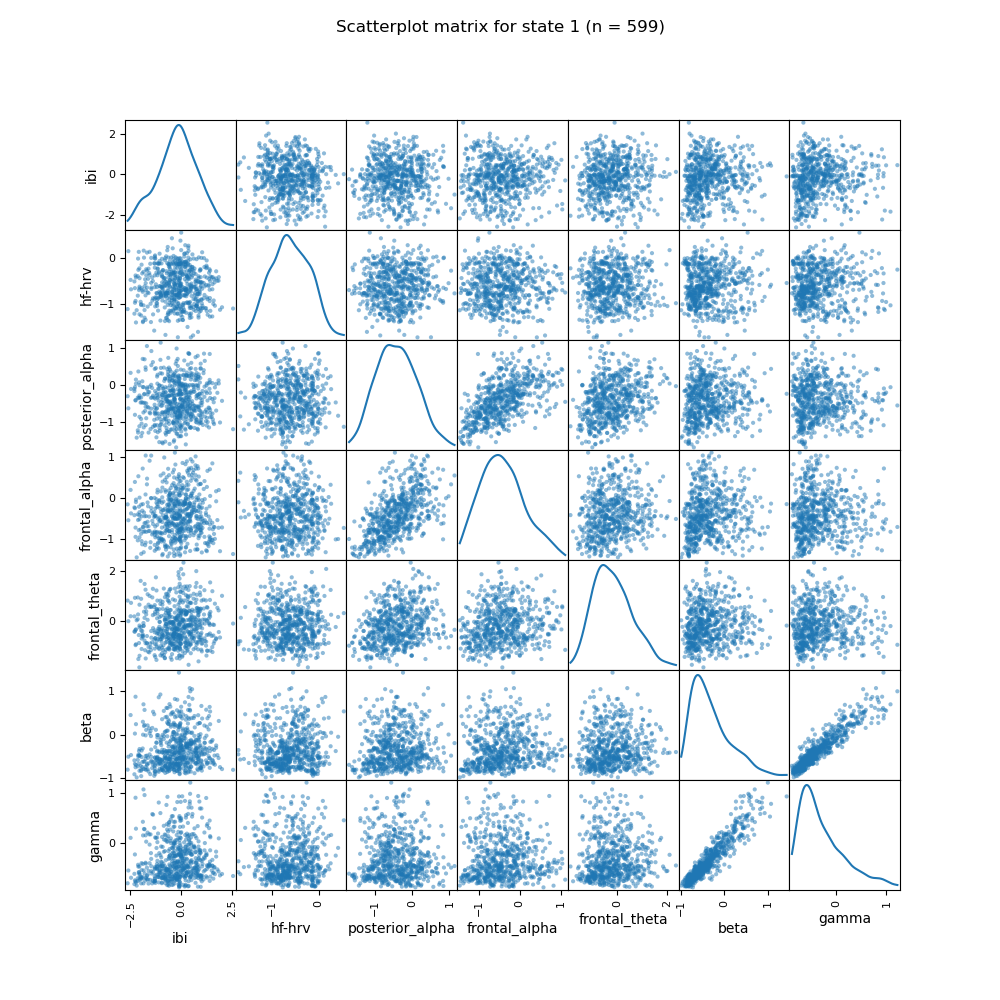 Scatterplot matrix for state 1 (n = 599)
2
0
−2
ibi
0
−1
hf-hrv
1
0
−1
posterior_alpha
1
0
−1
frontal_alpha
2
0
frontal_theta
1
0
−1
beta
1
0
gamma
−2.5 0.0 2.5 −1 0 −1 0 1 −1 0 1 0 2 −1 0 1 0 1
ibi hf-hrv posterior_alpha frontal_alpha frontal_theta beta gamma